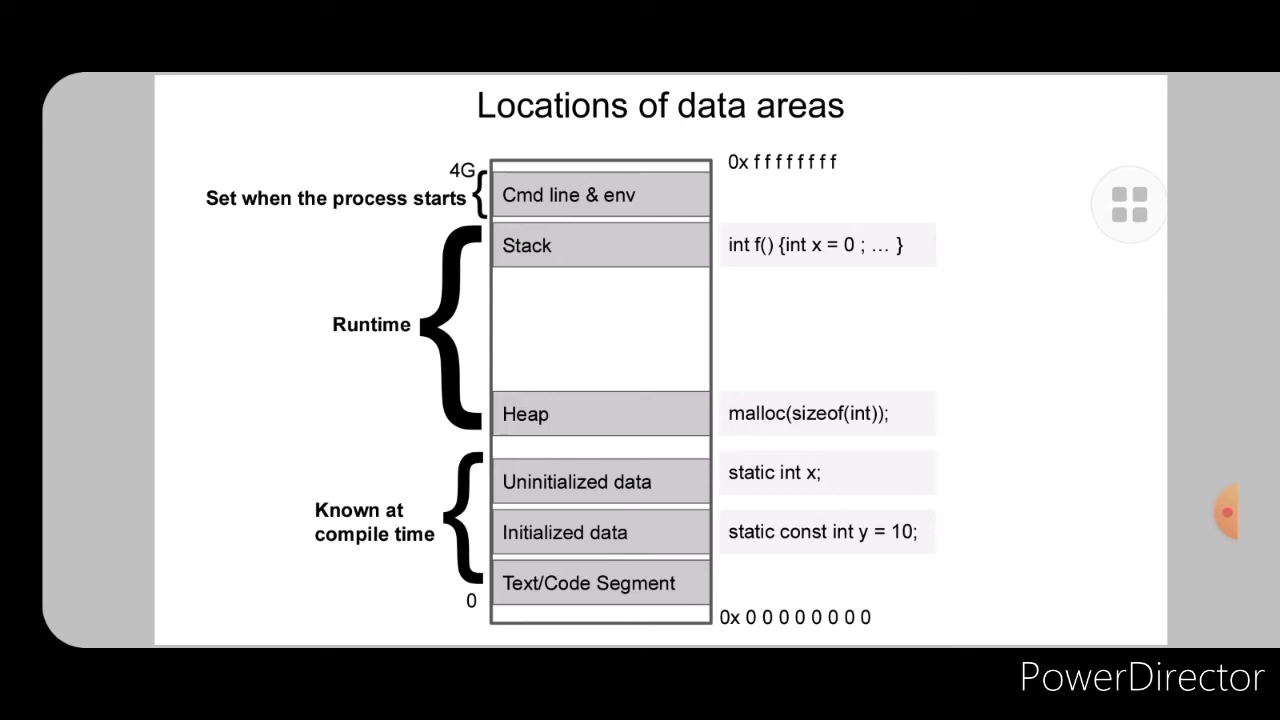 Locations of data areas
4G
0x f f f f f f f f
Set when the process starts
Cmd line & env
Stack
int f() {int x = 0 ; … }
Runtime
Heap
malloc(sizeof(int));
Uninitialized data
static int x;
Known at
compile time
Initialized data
static const int y = 10;
Text/Code Segment
0
0x 0 0 0 0 0 0 0 0
PowerDirector